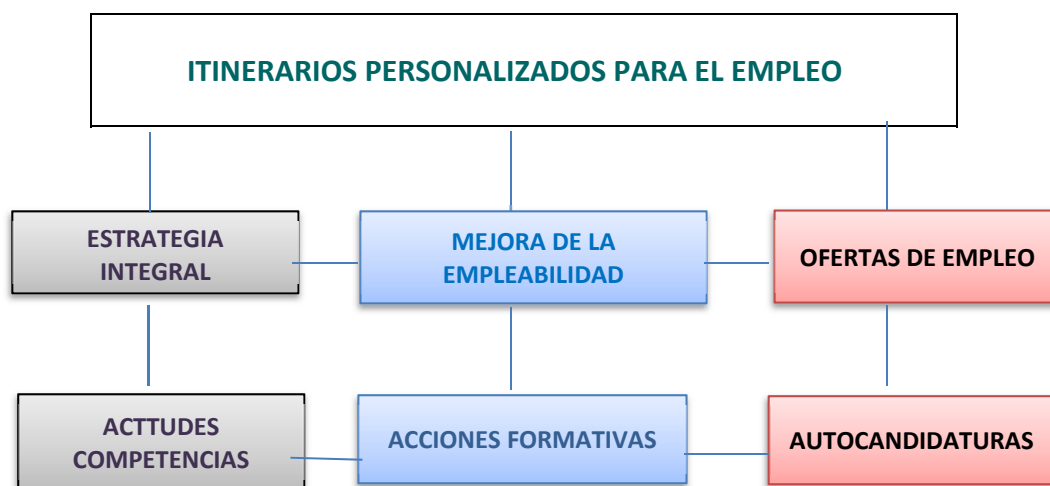 ITINERARIOS PERSONALIZADOS PARA EL EMPLEO
ESTRATEGIA
INTEGRAL
MEJORA DE LA
EMPLEABILIDAD
OFERTAS DE EMPLEO
ACTTUDES
COMPETENCIAS
ACCIONES FORMATIVAS
AUTOCANDIDATURAS